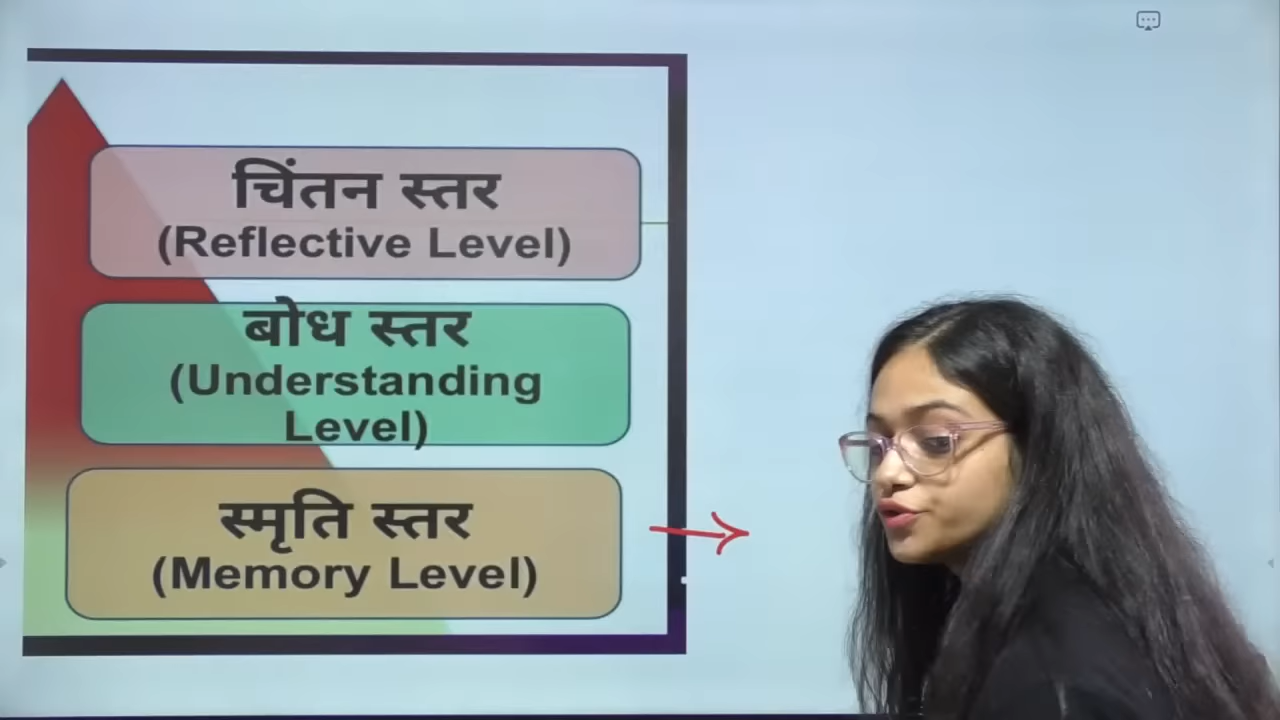 चिंतन स्तर
(Reflective Level)
बोध स्तर
(Understanding
Level)
स्मृति स्तर
(Memory Level)